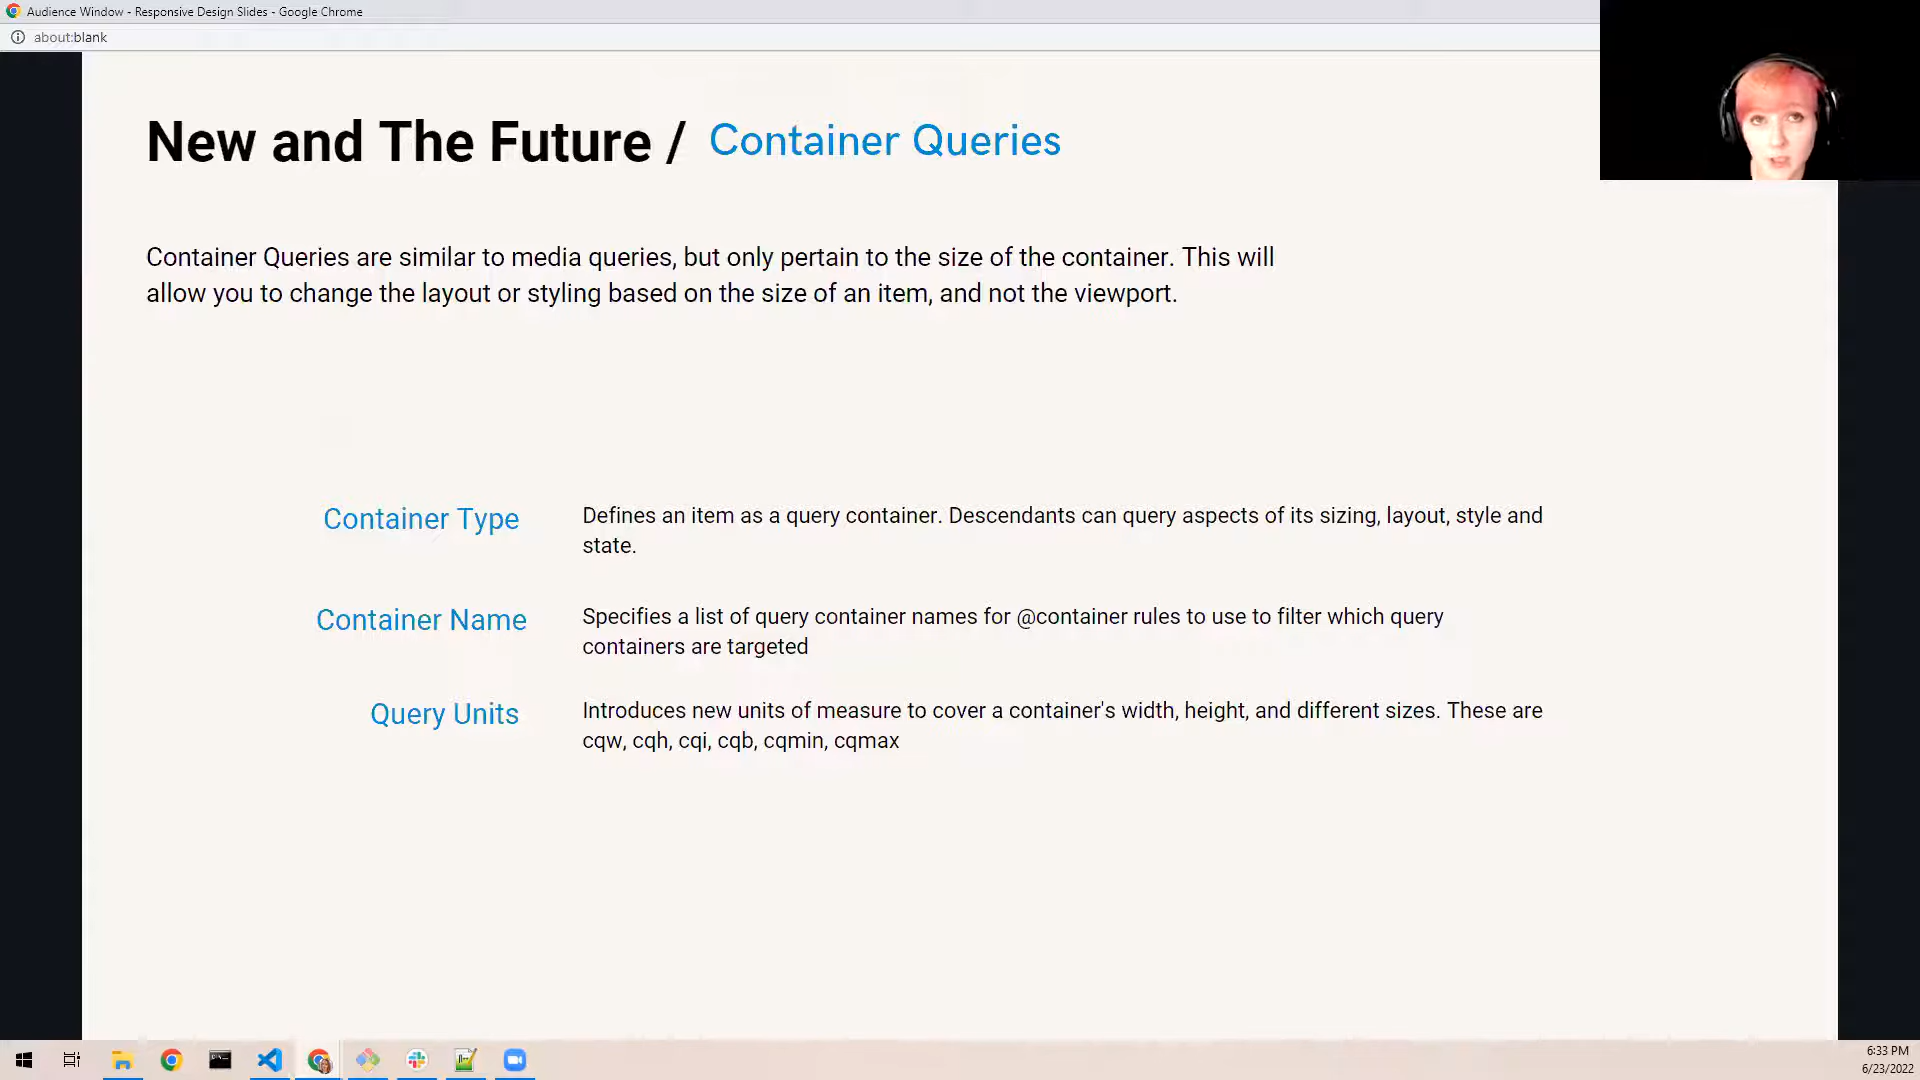 Audience Window - Responsive Design Slides - Google Chrome
about:blank
New and The Future / Container Queries
Container Queries are similar to media queries, but only pertain to the size of the container. This will
allow you to change the layout or styling based on the size of an item, and not the viewport.
Container Type
Defines an item as a query container. Descendants can query aspects of its sizing, layout, style and
state.
Container Name
Specifies a list of query container names for @container rules to use to filter which query
containers are targeted
Query Units
Introduces new units of measure to cover a container's width, height, and different sizes. These are
cqw, cqh, cqi, cqb, cqmin, cqmax
6:33 PM
6/23/2022